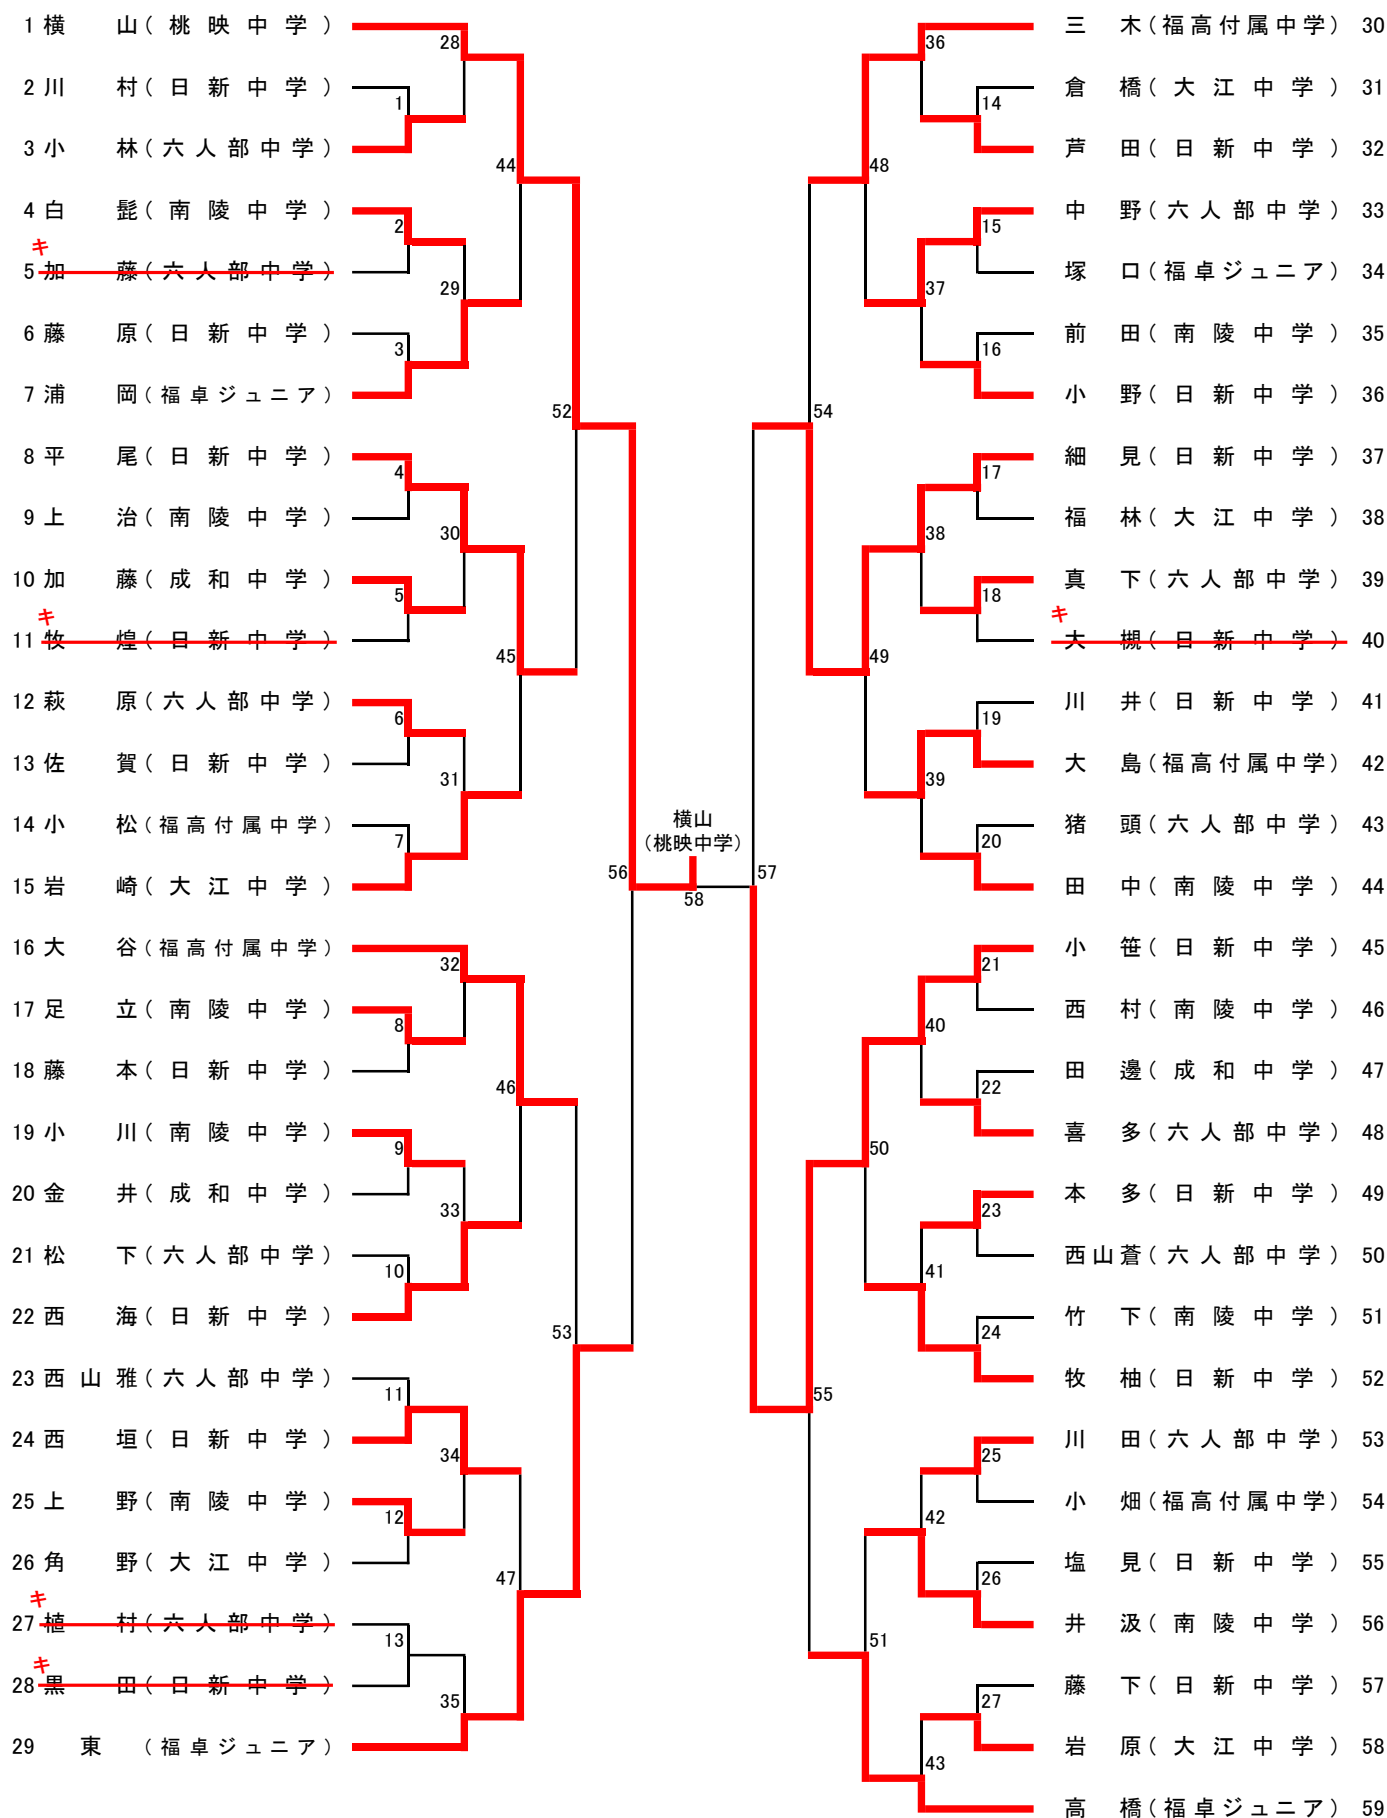 1 横山(桃映中学)
28
2 川村(日新中学)
1
3 小林(六人部中学)
44
4 白髭(南陵中学)
2
キ
5 加藤(六人部中学)
29
6 藤原(日新中学)
3
7 浦岡(福卓ジュニア)
52
8 平尾(日新中学)
4
9 上治(南陵中学)
30
10 加藤(成和中学)
5
キ
11 牧煌(日新中学)
45
12 萩原(六人部中学)
6
13 佐賀(日新中学)
31
14 小松(福高付属中学)
7
15 岩崎(大江中学)
56
16 大谷(福高付属中学)
32
17 足立(南陵中学)
8
18 藤本(日新中学)
46
19 小川(南陵中学)
9
20 金井(成和中学)
33
21 松下(六人部中学)
10
22 西海(日新中学)
53
23 西山雅(六人部中学)
11
24 西垣(日新中学)
34
25 上野(南陵中学)
12
26 角野(大江中学)
47
キ
27 植村(六人部中学)
13
キ
28 黒田(日新中学)
35
29 東(福卓ジュニア)
横山
(桃映中学)
58
三木(福高付属中学) 30
36
倉橋(大江中学) 31
14
芦田(日新中学) 32
48
中野(六人部中学) 33
15
塚口(福卓ジュニア) 34
37
前田(南陵中学) 35
16
小野(日新中学) 36
54
細見(日新中学) 37
17
福林(大江中学) 38
38
真下(六人部中学) 39
18
キ
大槻(日新中学) 40
49
川井(日新中学) 41
19
大島(福高付属中学) 42
39
猪頭(六人部中学) 43
20
田中(南陵中学) 44
57
小笹(日新中学) 45
21
西村(南陵中学) 46
40
田邊(成和中学) 47
22
喜多(六人部中学) 48
50
本多(日新中学) 49
23
西山蒼(六人部中学) 50
41
竹下(南陵中学) 51
24
牧柚(日新中学) 52
55
川田(六人部中学) 53
25
小畑(福高付属中学) 54
42
塩見(日新中学) 55
26
井汲(南陵中学) 56
51
藤下(日新中学) 57
27
岩原(大江中学) 58
43
高橋(福卓ジュニア) 59